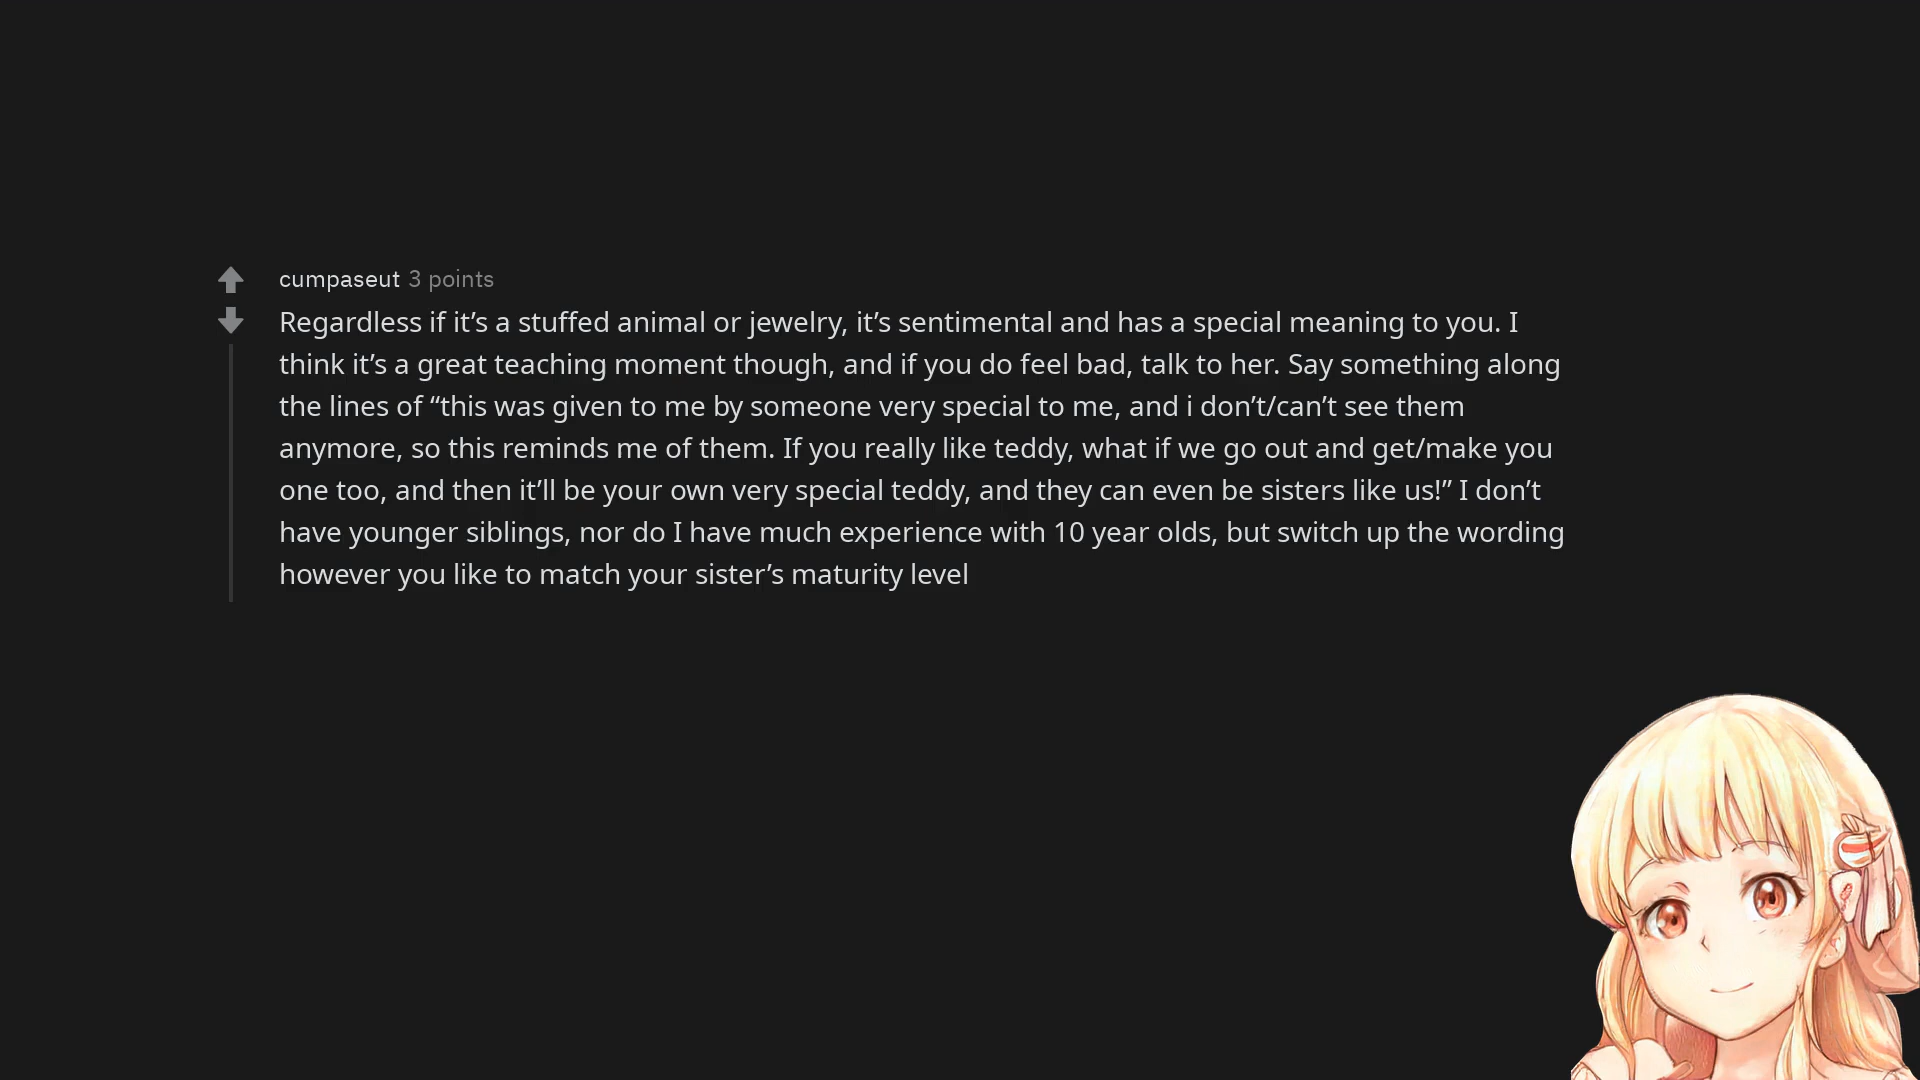 cumpaseut 3 points
Regardless if it’s a stuffed animal or jewelry, it’s sentimental and has a special meaning to you. I
think it’s a great teaching moment though, and if you do feel bad, talk to her. Say something along
the lines of “this was given to me by someone very special to me, and i don’t/can’t see them
anymore, so this reminds me of them. If you really like teddy, what if we go out and get/make you
one too, and then it’ll be your own very special teddy, and they can even be sisters like us!” I don’t
have younger siblings, nor do I have much experience with 10 year olds, but switch up the wording
however you like to match your sister’s maturity level